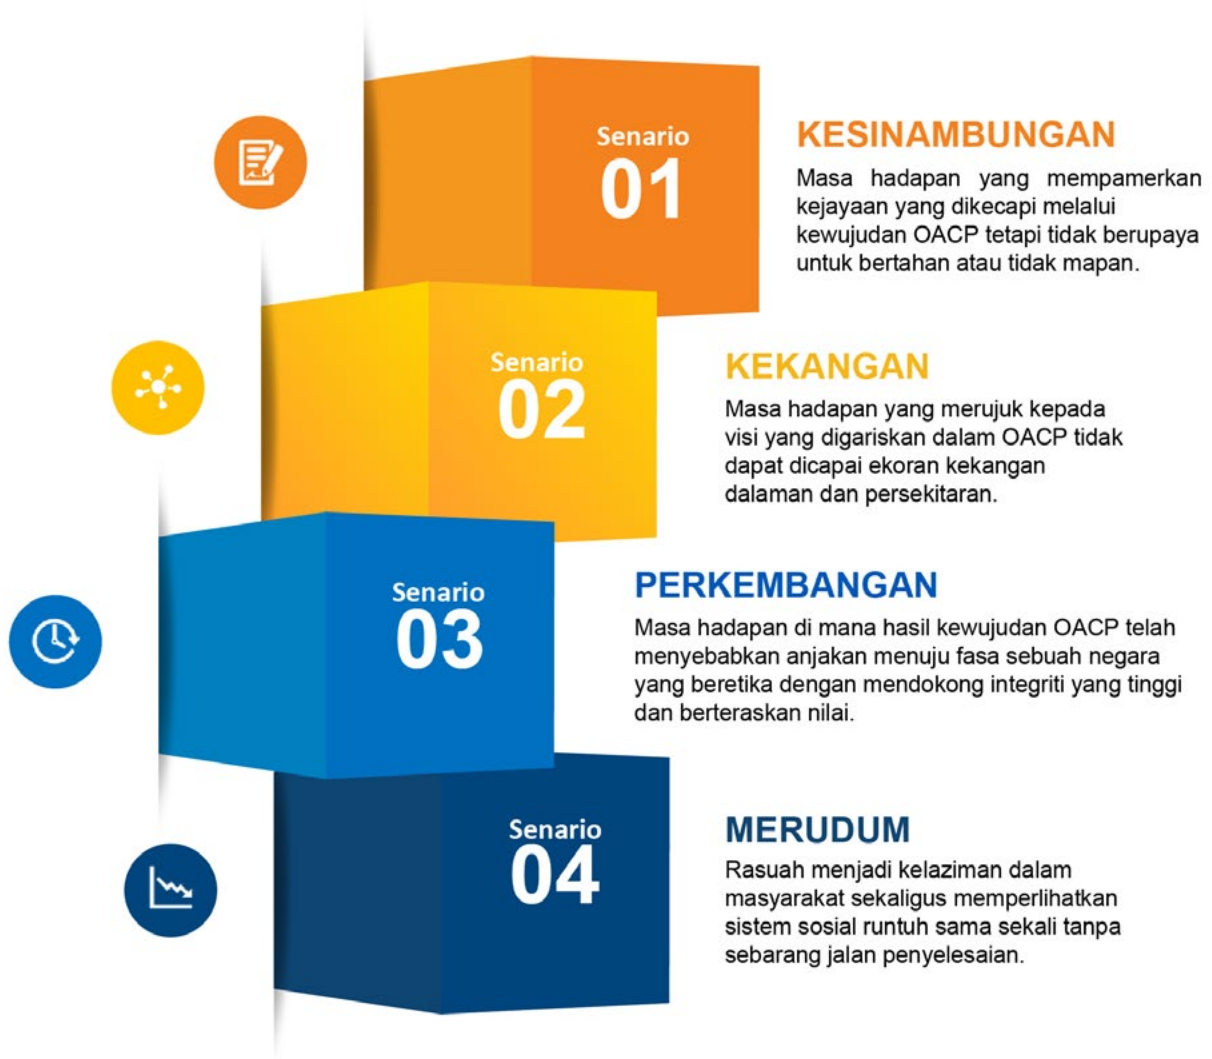 Senario
01
KESINAMBUNGAN
Masa hadapan yang mempamerkan
kejayaan yang dikecapi melalui
kewujudan OACP tetapi tidak berupaya
untuk bertahan atau tidak mapan.
Senario
02
KEKANGAN
Masa hadapan yang merujuk kepada
visi yang digariskan dalam OACP tidak
dapat dicapai ekoran kekangan
dalaman dan persekitaran.
Senario
03
PERKEMBANGAN
Masa hadapan di mana hasil kewujudan OACP telah
menyebabkan anjakan menuju fasa sebuah negara
yang beretika dengan mendokong integriti yang tinggi
dan berteraskan nilai.
Senario
04
MERUDUM
Rasuah menjadi kelaziman dalam
masyarakat sekaligus memperlihatkan
sistem sosial runtuh sama sekali tanpa
sebarang jalan penyelesaian.